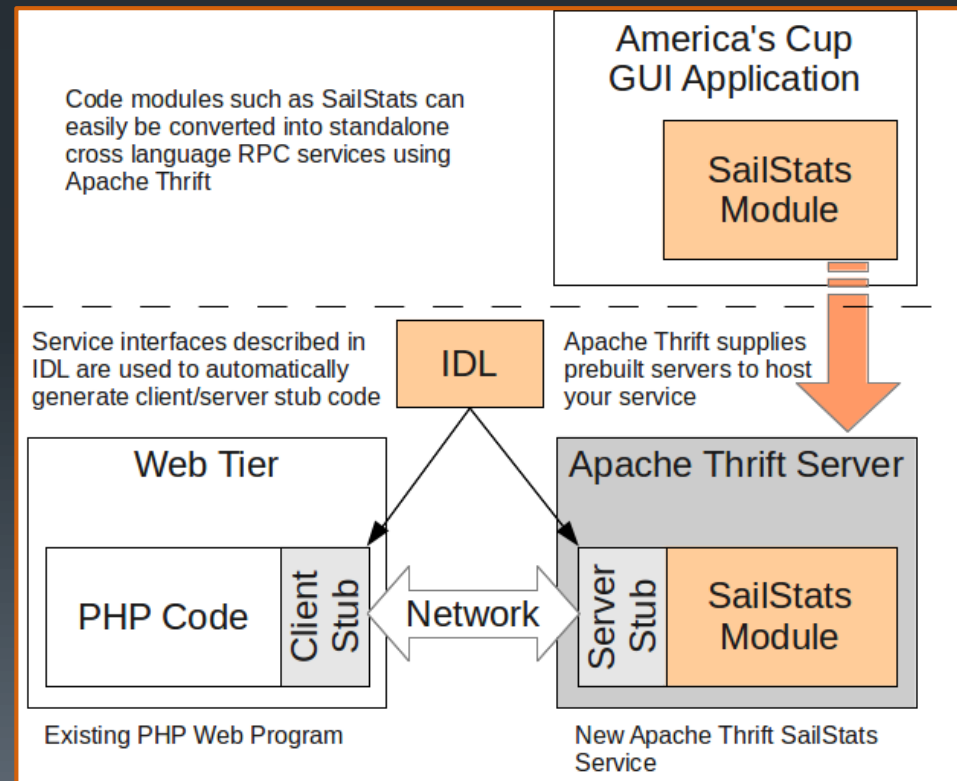 America's Cup
GUI Application
Code modules such as SailStats can
easily be converted into standalone
cross language RPC services using
Apache Thrift
SailStats
Module
Service interfaces described in
IDL are used to automatically
generate client/server stub code
IDL
Apache Thrift supplies
prebuilt servers to host
your service
Web Tier
Apache Thrift Server
PHP Code
Client
Stub
Network
Server
Stub
SailStats
Module
Existing PHP Web Program
New Apache Thrift SailStats
Service